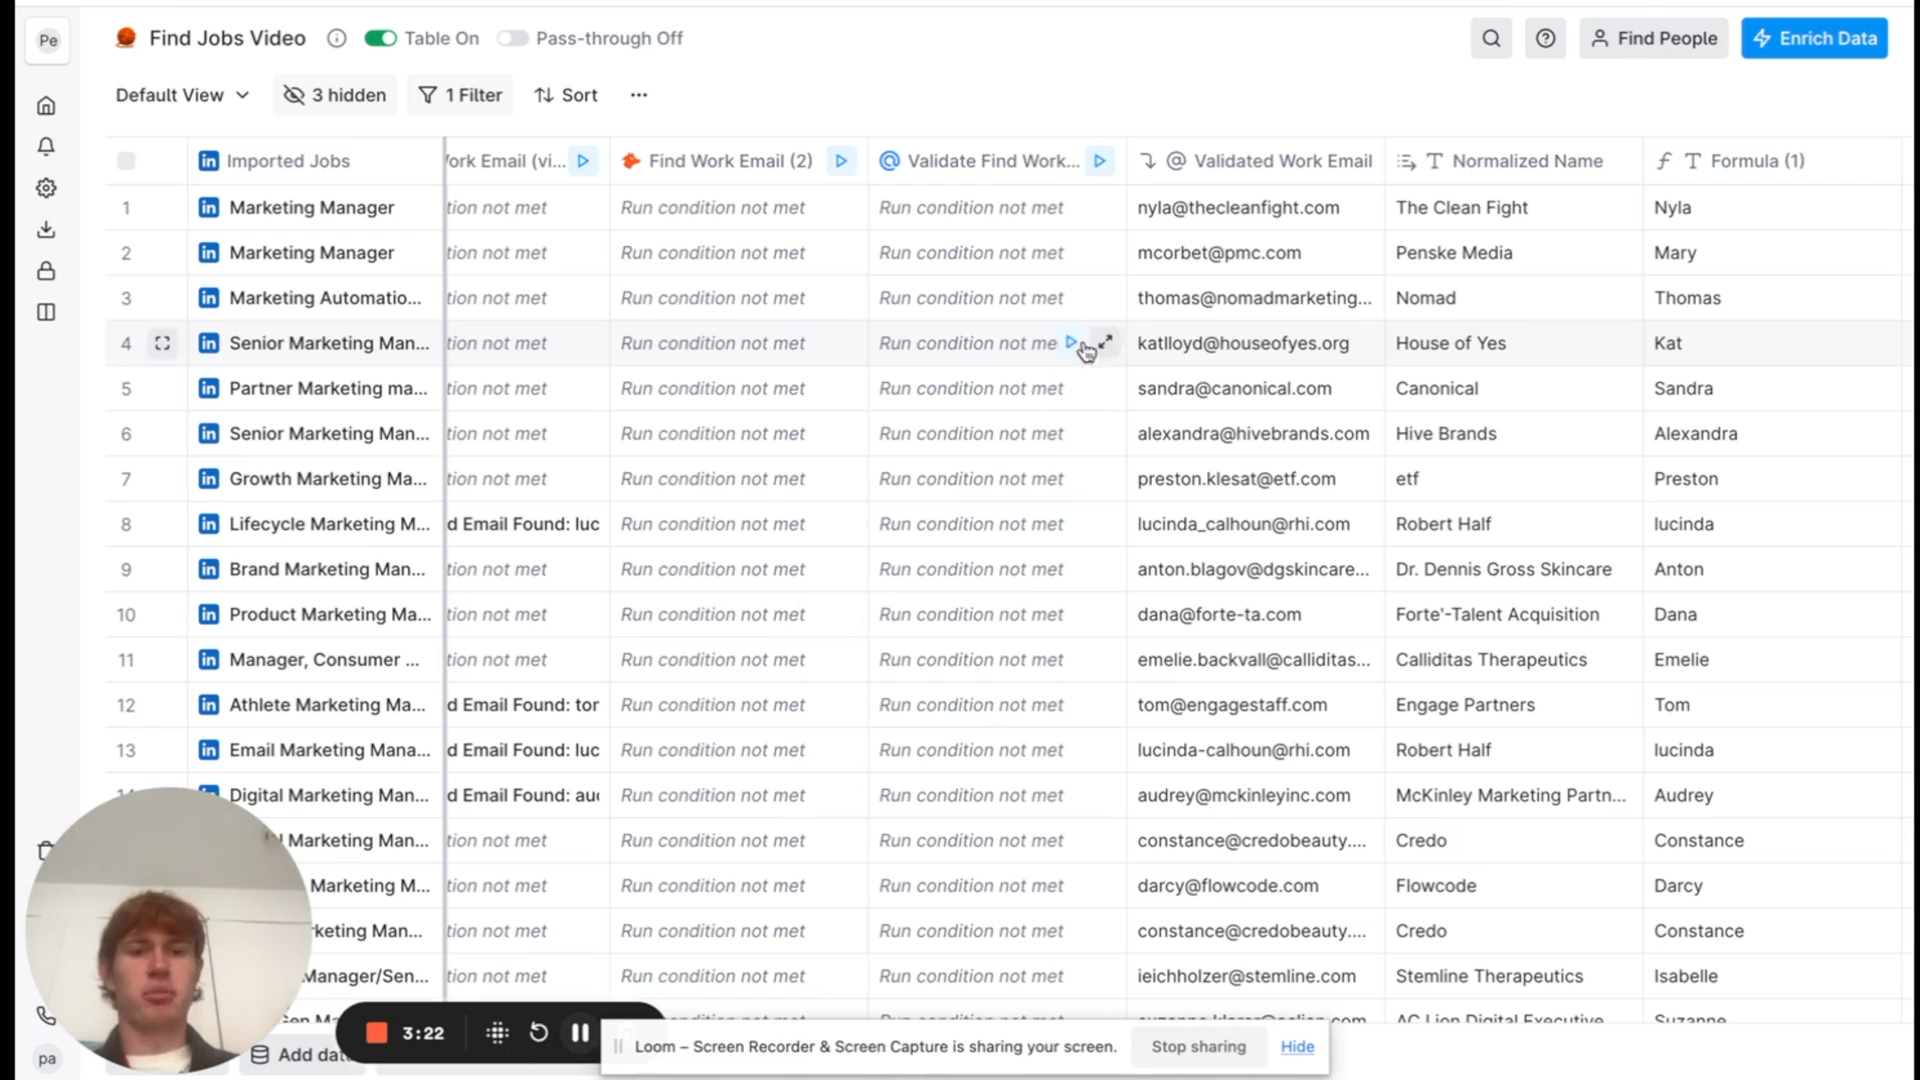 Pe
Find Jobs Video
Table On
Pass-through Off
Find People
Enrich Data
Default View
3 hidden
1 Filter
Sort
Imported Jobs
ork Email (vi...
Find Work Email (2)
Validate Find Work...
Validated Work Email
Normalized Name
Formula (1)
1 Marketing Manager tion not met Run condition not met Run condition not met nyla@thecleanfight.com The Clean Fight Nyla
2 Marketing Manager tion not met Run condition not met Run condition not met mcorbet@pmc.com Penske Media Mary
3 Marketing Automatio... tion not met Run condition not met Run condition not met thomas@nomadmarketing... Nomad Thomas
4 Senior Marketing Man... tion not met Run condition not met Run condition not me katlloyd@houseofyes.org House of Yes Kat
5 Partner Marketing ma... tion not met Run condition not met Run condition not met sandra@canonical.com Canonical Sandra
6 Senior Marketing Man... tion not met Run condition not met Run condition not met alexandra@hivebrands.com Hive Brands Alexandra
7 Growth Marketing Ma... tion not met Run condition not met Run condition not met preston.klesat@etf.com etf Preston
8 Lifecycle Marketing M... d Email Found: luc Run condition not met Run condition not met lucinda_calhoun@rhi.com Robert Half lucinda
9 Brand Marketing Man... tion not met Run condition not met Run condition not met anton.blagov@dgskincare... Dr. Dennis Gross Skincare Anton
10 Product Marketing Ma... tion not met Run condition not met Run condition not met dana@forte-ta.com Forte'-Talent Acquisition Dana
11 Manager, Consumer ... tion not met Run condition not met Run condition not met emelie.backvall@calliditas... Calliditas Therapeutics Emelie
12 Athlete Marketing Ma... d Email Found: tor Run condition not met Run condition not met tom@engagestaff.com Engage Partners Tom
13 Email Marketing Mana... d Email Found: luc Run condition not met Run condition not met lucinda-calhoun@rhi.com Robert Half lucinda
Digital Marketing Man... d Email Found: auc Run condition not met Run condition not met audrey@mckinleyinc.com McKinley Marketing Partn... Audrey
Marketing Man... tion not met Run condition not met Run condition not met constance@credobeauty.... Credo Constance
Marketing M... tion not met Run condition not met Run condition not met darcy@flowcode.com Flowcode Darcy
rketing Man... tion not met Run condition not met Run condition not met constance@credobeauty.... Credo Constance
Manager/Sen... tion not met Run condition not met Run condition not met ieichholzer@stemline.com Stemline Therapeutics Isabelle
AC Lion Digital Executive Suzanne
3:22
pa
Add dat
Loom – Screen Recorder & Screen Capture is sharing your screen.
Stop sharing
Hide